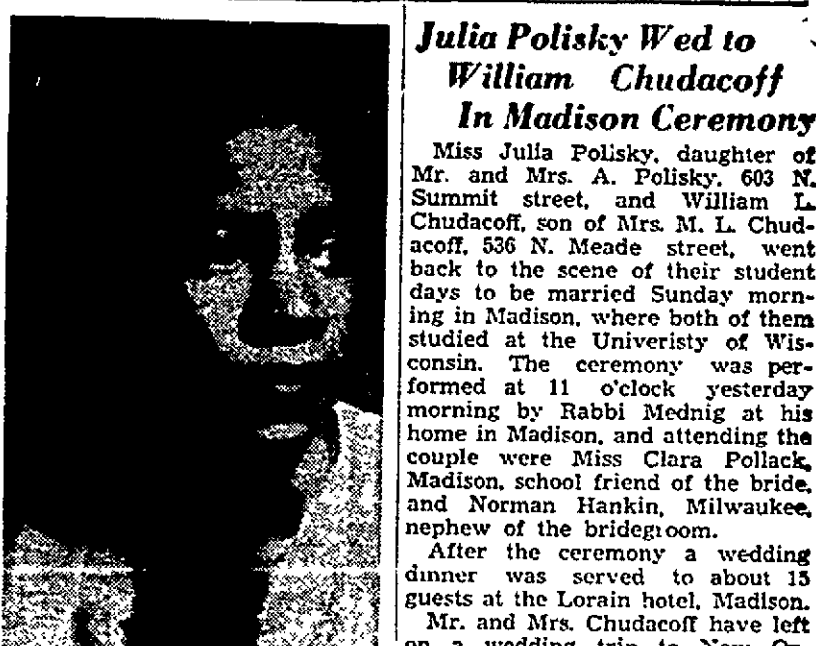 Julia Polisky Wed to
William Chudacoff
In Madison Ceremony
Miss Julia Polisky, daughter of
Mr. and Mrs. A. Polisky, 603 N.
Summit street, and William L.
Chudacoff, son of Mrs. M. L. Chud-
acoff, 536 N. Meade street, went
back to the scene of their student
days to be married Sunday morn-
ing in Madison, where both of them
studied at the Univeristy of Wis-
consin. The ceremony was per-
formed at 11 o'clock yesterday
morning by Rabbi Mednig at his
home in Madison, and attending the
couple were Miss Clara Pollack,
Madison, school friend of the bride,
and Norman Hankin, Milwaukee,
nephew of the bridegroom.
After the ceremony a wedding
dinner was served to about 15
guests at the Lorain hotel, Madison.
Mr. and Mrs. Chudacoff have left
on a wedding trip to New Or-